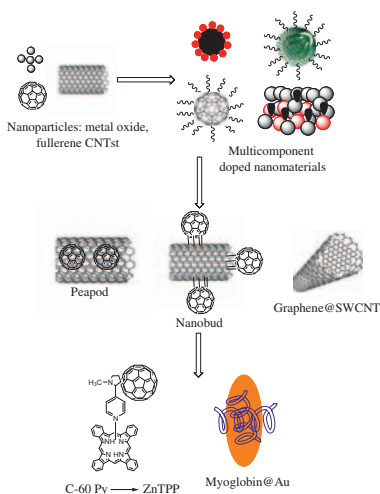 Nanoparticles: metal oxide,
fullerene CNTst
Multicomponent
doped nanomaterials
Peapod
Nanobud
Graphene@SWCNT
H₃C
N
N
N
NH N
N HN
C-60 Py ⟶ ZnTPP
Myoglobin@Au